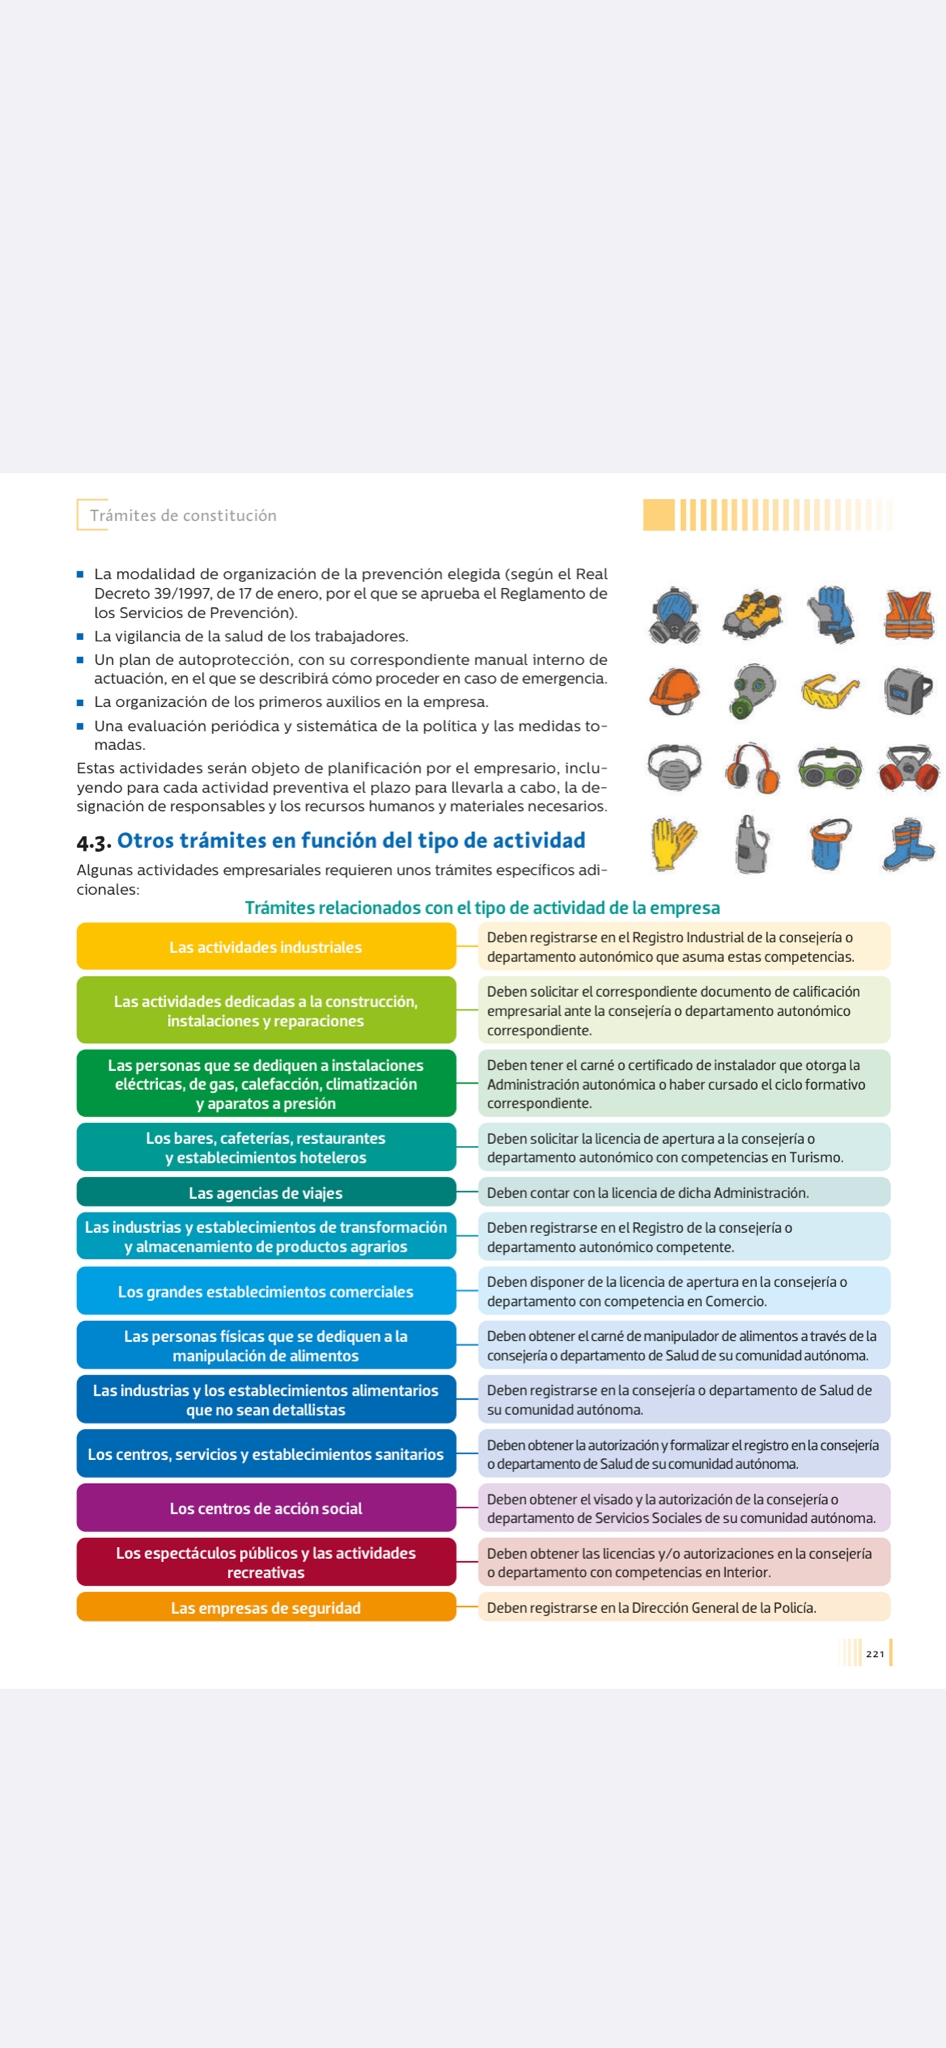 Trámites de constitución
■ La modalidad de organización de la prevención elegida (según el Real
Decreto 39/1997, de 17 de enero, por el que se aprueba el Reglamento de
los Servicios de Prevención).
■ La vigilancia de la salud de los trabajadores.
■ Un plan de autoprotección, con su correspondiente manual interno de
actuación, en el que se describirá cómo proceder en caso de emergencia.
■ La organización de los primeros auxilios en la empresa.
■ Una evaluación periódica y sistemática de la política y las medidas to-
madas.
Estas actividades serán objeto de planificación por el empresario, inclu-
yendo para cada actividad preventiva el plazo para llevarla a cabo, la de-
signación de responsables y los recursos humanos y materiales necesarios.
4.3. Otros trámites en función del tipo de actividad
Algunas actividades empresariales requieren unos trámites específicos adi-
cionales:
Trámites relacionados con el tipo de actividad de la empresa
Las actividades industriales
Deben registrarse en el Registro Industrial de la consejería o
departamento autonómico que asuma estas competencias.
Las actividades dedicadas a la construcción,
instalaciones y reparaciones
Deben solicitar el correspondiente documento de calificación
empresarial ante la consejería o departamento autonómico
correspondiente.
Las personas que se dediquen a instalaciones
eléctricas, de gas, calefacción, climatización
y aparatos a presión
Deben tener el carné o certificado de instalador que otorga la
Administración autonómica o haber cursado el ciclo formativo
correspondiente.
Los bares, cafeterías, restaurantes
y establecimientos hoteleros
Deben solicitar la licencia de apertura a la consejería o
departamento autonómico con competencias en Turismo.
Las agencias de viajes
Deben contar con la licencia de dicha Administración.
Las industrias y establecimientos de transformación
y almacenamiento de productos agrarios
Deben registrarse en el Registro de la consejería o
departamento autonómico competente.
Los grandes establecimientos comerciales
Deben disponer de la licencia de apertura en la consejería o
departamento con competencia en Comercio.
Las personas físicas que se dediquen a la
manipulación de alimentos
Deben obtener el carné de manipulador de alimentos a través de la
consejería o departamento de Salud de su comunidad autónoma.
Las industrias y los establecimientos alimentarios
que no sean detallistas
Deben registrarse en la consejería o departamento de Salud de
su comunidad autónoma.
Los centros, servicios y establecimientos sanitarios
Deben obtener la autorización y formalizar el registro en la consejería
o departamento de Salud de su comunidad autónoma.
Los centros de acción social
Deben obtener el visado y la autorización de la consejería o
departamento de Servicios Sociales de su comunidad autónoma.
Los espectáculos públicos y las actividades
recreativas
Deben obtener las licencias y/o autorizaciones en la consejería
o departamento con competencias en Interior.
Las empresas de seguridad
Deben registrarse en la Dirección General de la Policía.
221